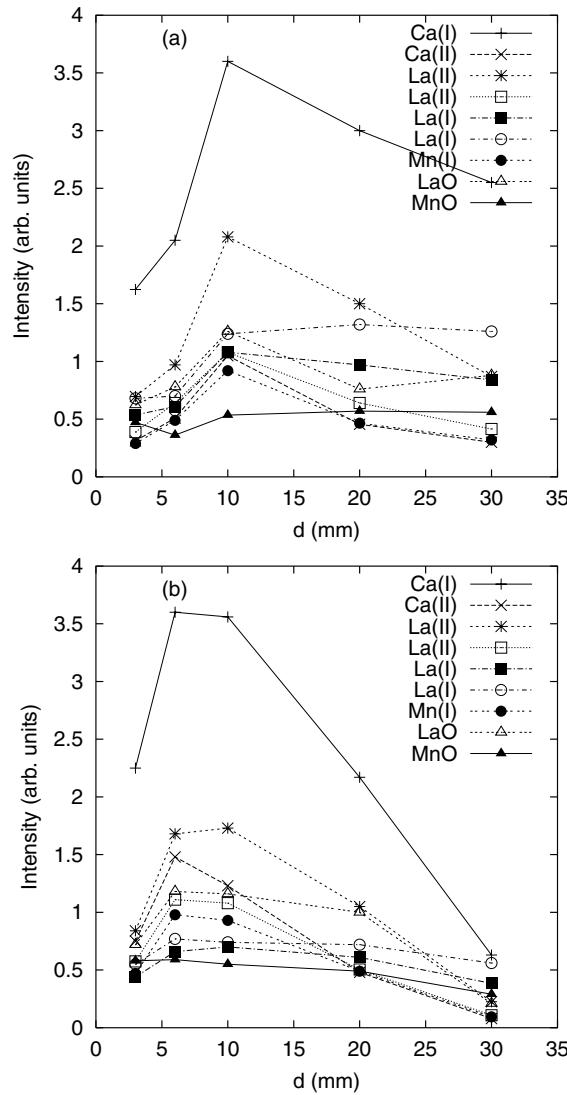 (a)
Ca(I)
Ca(II)
La(II)
La(II)
La(I)
La(I)
Mn(I)
LaO
MnO
4
3.5
3
2.5
2
1.5
1
0.5
0
Intensity (arb. units)
0 5 10 15 20 25 30 35
d (mm)
(b)
Ca(I)
Ca(II)
La(II)
La(II)
La(I)
La(I)
Mn(I)
LaO
MnO
4
3.5
3
2.5
2
1.5
1
0.5
0
Intensity (arb. units)
0 5 10 15 20 25 30 35
d (mm)